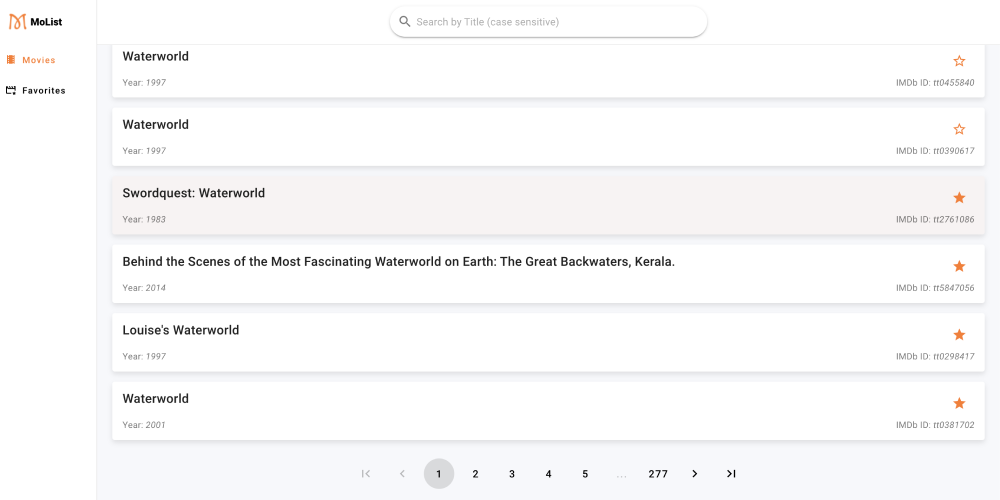 MoList
Search by Title (case sensitive)
Movies
Favorites
Waterworld
Year: 1997
IMDb ID: tt0455840
Waterworld
Year: 1997
IMDb ID: tt0390617
Swordquest: Waterworld
Year: 1983
IMDb ID: tt2761086
Behind the Scenes of the Most Fascinating Waterworld on Earth: The Great Backwaters, Kerala.
Year: 2014
IMDb ID: tt5847056
Louise's Waterworld
Year: 1997
IMDb ID: tt0298417
Waterworld
Year: 2001
IMDb ID: tt0381702
1 2 3 4 5 ... 277